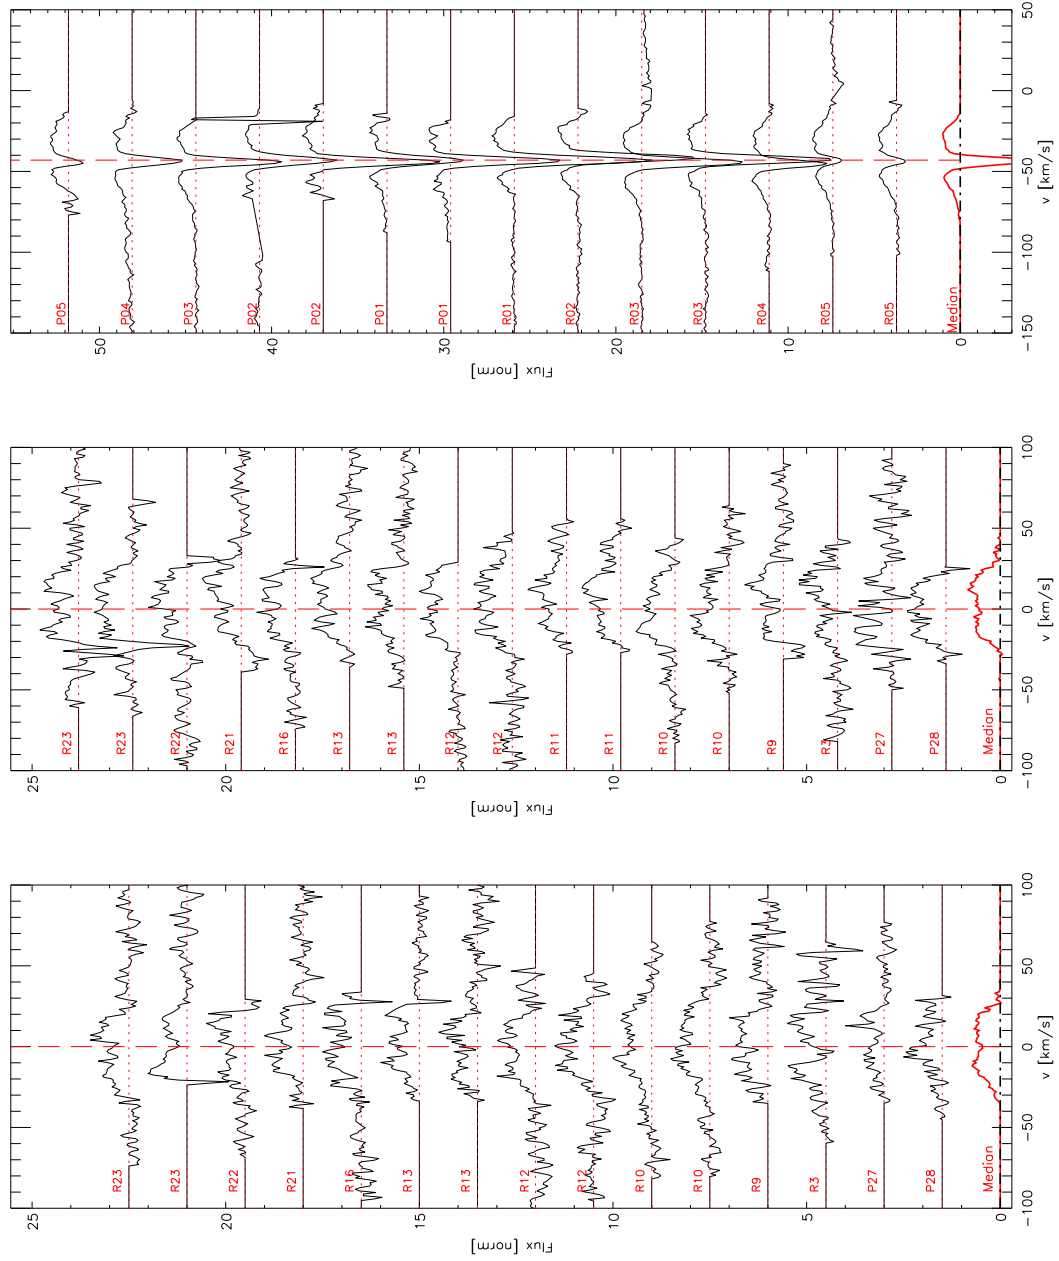 P05
P04
P03
P02
P02
P01
P01
R01
R02
R03
R03
R04
R05
R05
Median
50
40
30
20
10
0
Flux [norm]
-150
-100
-50
0
50
v [km/s]
R23
R23
R22
R21
R16
R13
R13
R12
R12
R11
R11
R10
R10
R9
R3
P27
P28
Median
25
20
15
10
5
0
Flux [norm]
-100
-50
0
50
100
v [km/s]
R23
R23
R22
R21
R16
R13
R13
R12
R12
R10
R10
R9
R3
P27
P28
Median
25
20
15
10
5
0
Flux [norm]
-100
-50
0
50
100
v [km/s]